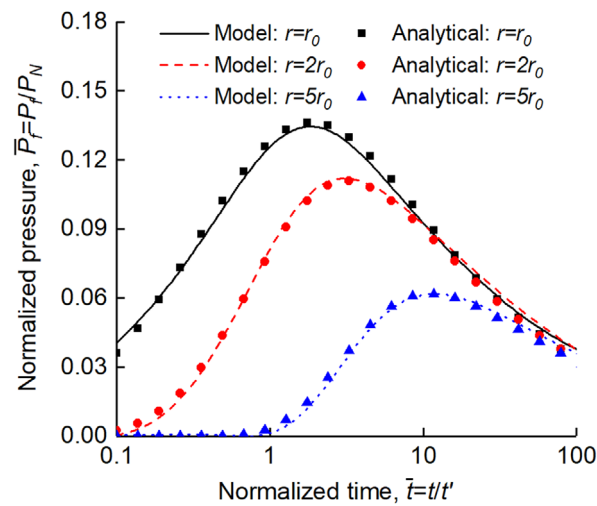 Model: r=r₀ Analytical: r=r₀
Model: r=2r₀ Analytical: r=2r₀
Model: r=5r₀ Analytical: r=5r₀
0.18
0.15
0.12
0.09
0.06
0.03
0.00
Normalized pressure, P̅f=Pf/PN
0.1 1 10 100
Normalized time, t̅=t/t'